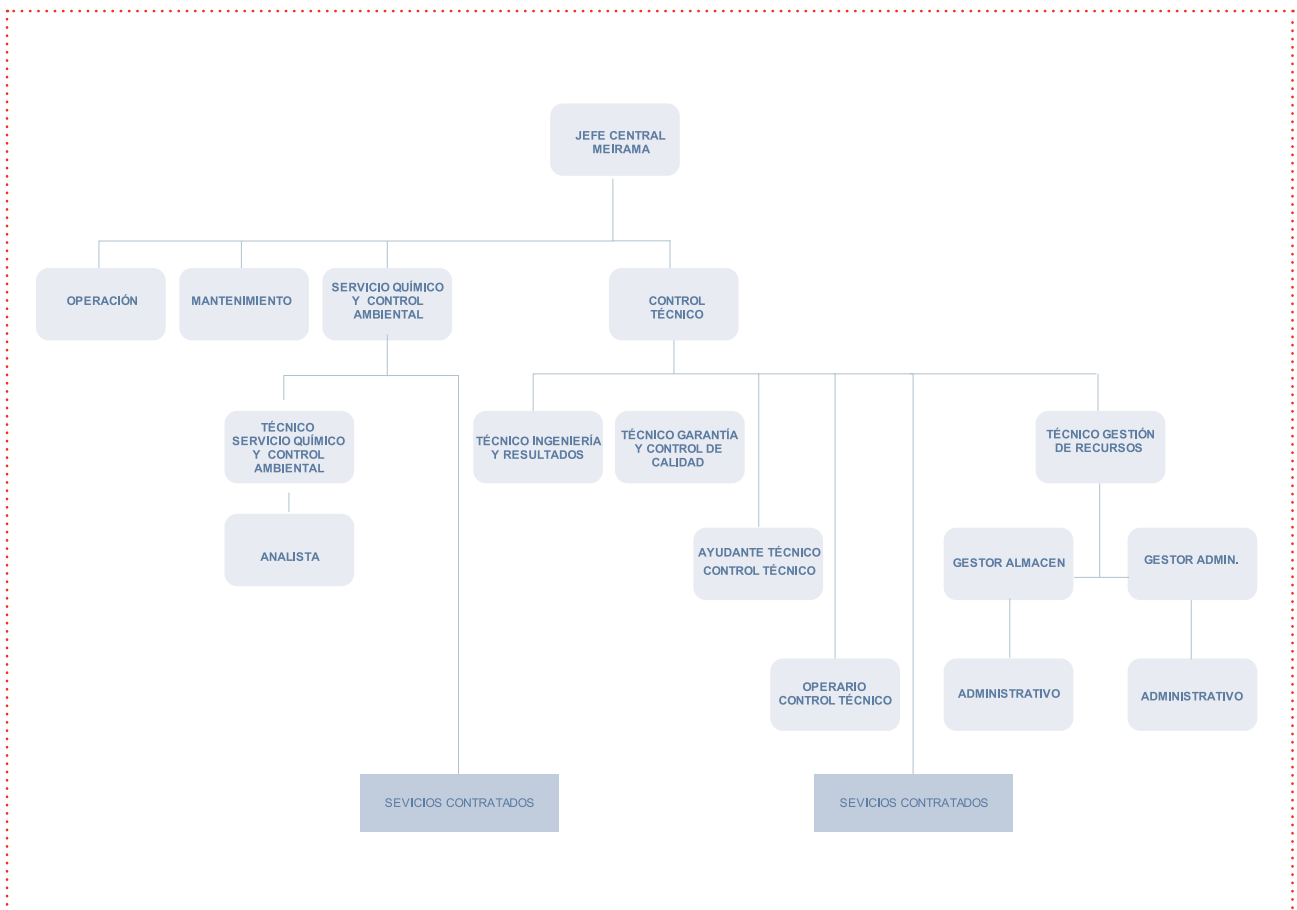 JEFE CENTRAL
MEIRAMA
OPERACIÓN
MANTENIMIENTO
SERVICIO QUÍMICO
Y CONTROL
AMBIENTAL
CONTROL
TÉCNICO
TÉCNICO
SERVICIO QUÍMICO
Y CONTROL
AMBIENTAL
TÉCNICO INGENIERÍA
Y RESULTADOS
TÉCNICO GARANTÍA
Y CONTROL DE
CALIDAD
TÉCNICO GESTIÓN
DE RECURSOS
ANALISTA
AYUDANTE TÉCNICO
CONTROL TÉCNICO
GESTOR ALMACEN
GESTOR ADMIN.
OPERARIO
CONTROL TÉCNICO
ADMINISTRATIVO
ADMINISTRATIVO
SEVICIOS CONTRATADOS
SEVICIOS CONTRATADOS